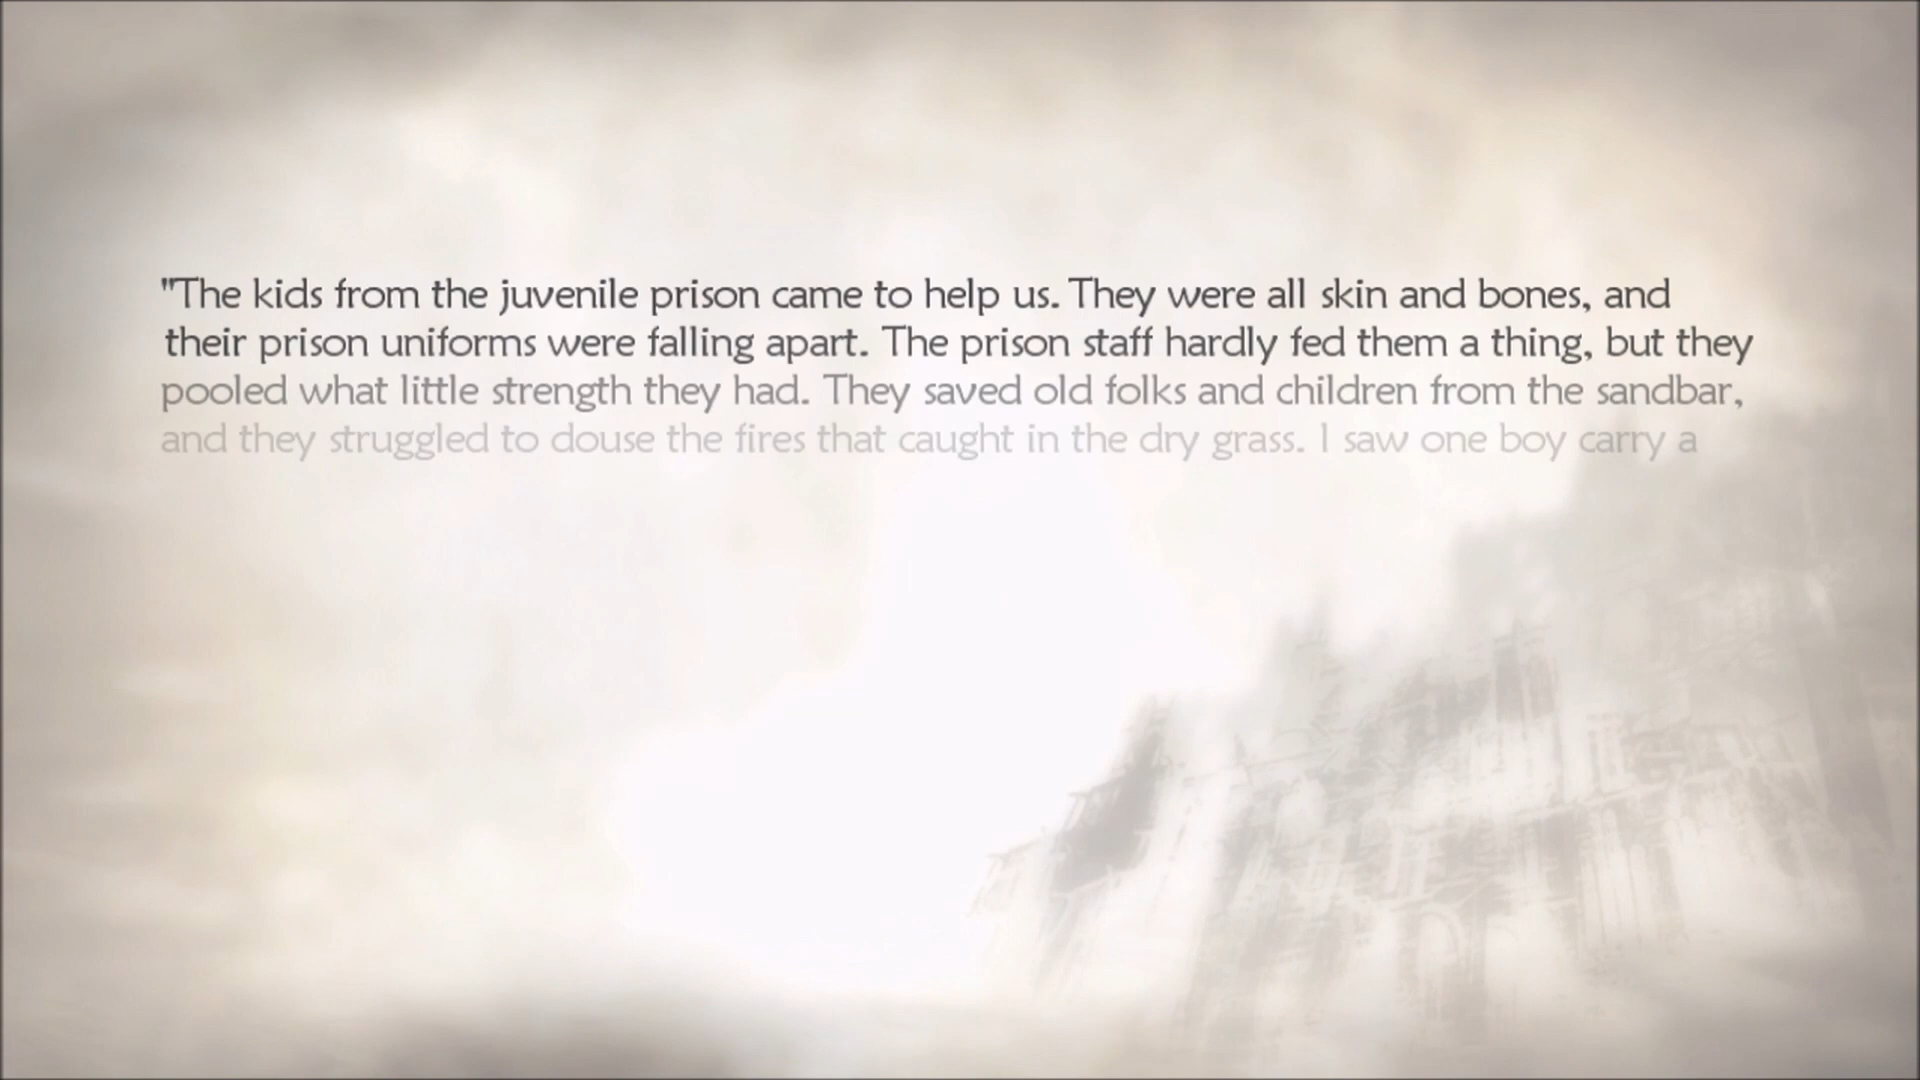 "The kids from the juvenile prison came to help us. They were all skin and bones, and
their prison uniforms were falling apart. The prison staff hardly fed them a thing, but they
pooled what little strength they had. They saved old folks and children from the sandbar,
and they struggled to douse the fires that caught in the dry grass. I saw one boy carry a